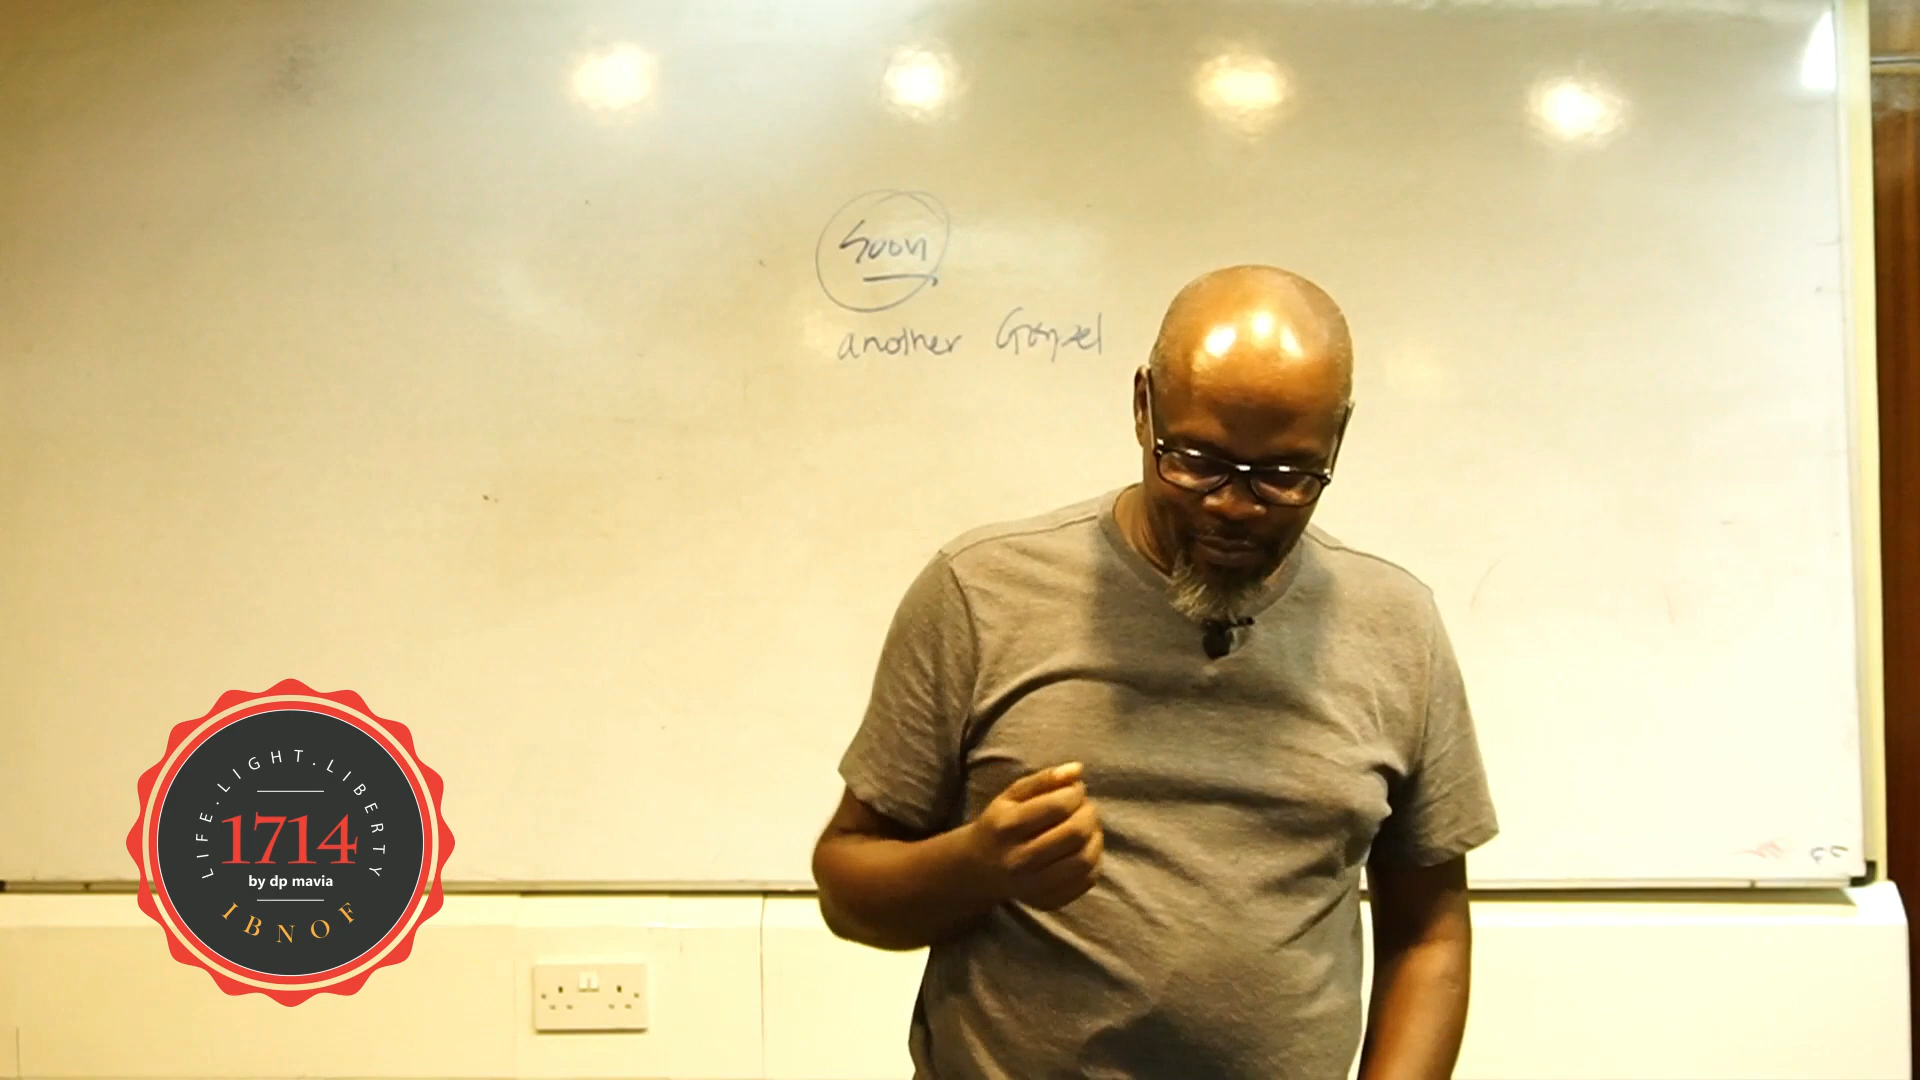 Soon
another Gospel
LIFE.LIGHT.LIBERTY
1714
by dp mavia
IBNOF